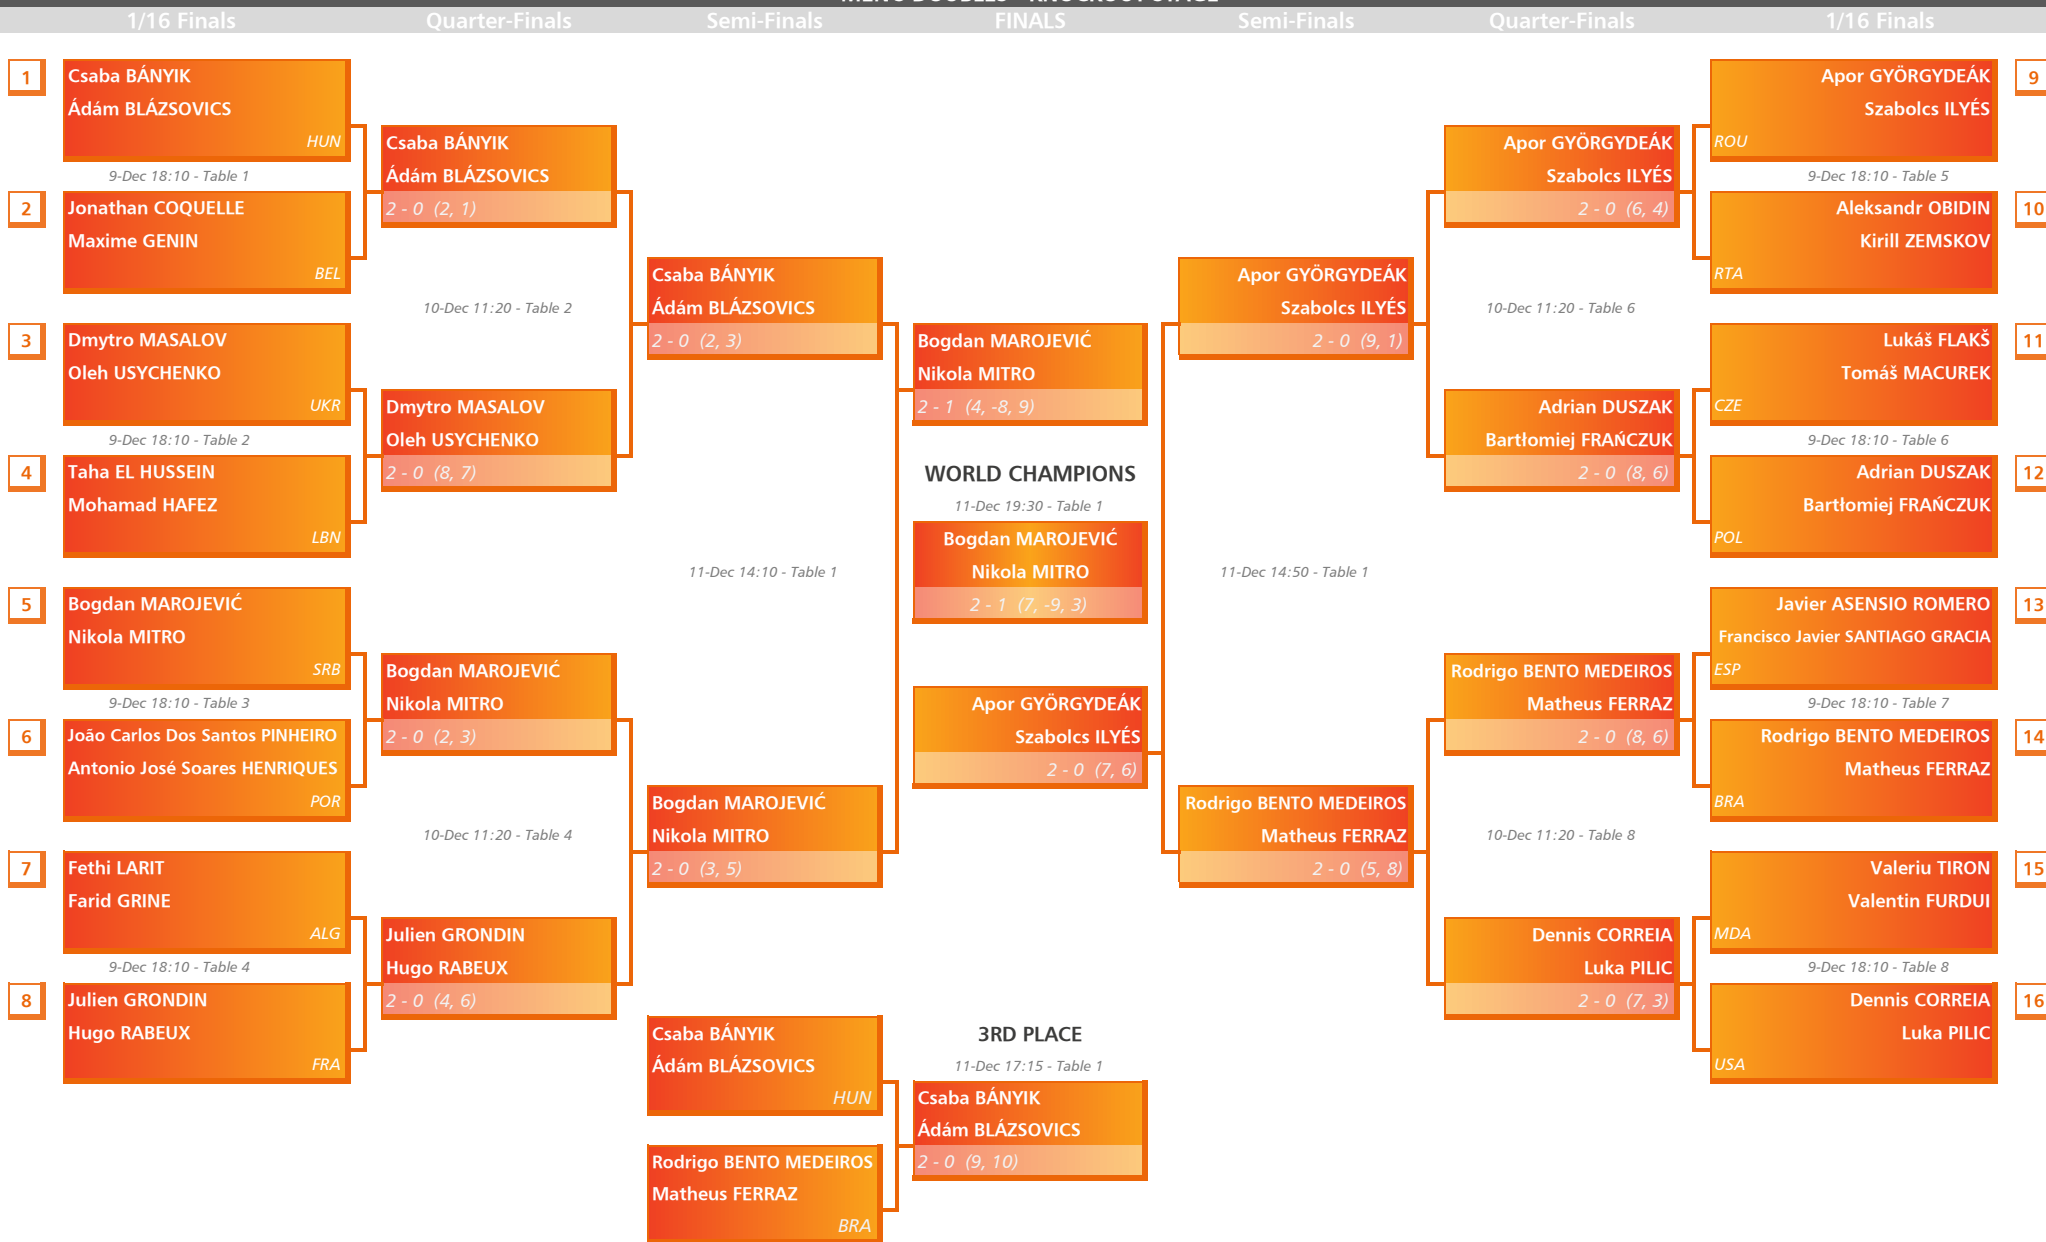 1/16 Finals
Quarter-Finals
Semi-Finals
FINALS
Semi-Finals
Quarter-Finals
1/16 Finals
1
Csaba BÁNYIK
Ádám BLÁZSOVICS
HUN
9-Dec 18:10 - Table 1
2
Jonathan COQUELLE
Maxime GENIN
BEL
3
Dmytro MASALOV
Oleh USYCHENKO
UKR
9-Dec 18:10 - Table 2
4
Taha EL HUSSEIN
Mohamad HAFEZ
LBN
5
Bogdan MAROJEVIĆ
Nikola MITRO
SRB
9-Dec 18:10 - Table 3
6
João Carlos Dos Santos PINHEIRO
Antonio José Soares HENRIQUES
POR
7
Fethi LARIT
Farid GRINE
ALG
9-Dec 18:10 - Table 4
8
Julien GRONDIN
Hugo RABEUX
FRA
Csaba BÁNYIK
Ádám BLÁZSOVICS
2 - 0 (2, 1)
10-Dec 11:20 - Table 2
Dmytro MASALOV
Oleh USYCHENKO
2 - 0 (8, 7)
Bogdan MAROJEVIĆ
Nikola MITRO
2 - 0 (2, 3)
10-Dec 11:20 - Table 4
Julien GRONDIN
Hugo RABEUX
2 - 0 (4, 6)
Csaba BÁNYIK
Ádám BLÁZSOVICS
2 - 0 (2, 3)
11-Dec 14:10 - Table 1
Bogdan MAROJEVIĆ
Nikola MITRO
2 - 0 (3, 5)
Csaba BÁNYIK
Ádám BLÁZSOVICS
HUN
Rodrigo BENTO MEDEIROS
Matheus FERRAZ
BRA
Bogdan MAROJEVIĆ
Nikola MITRO
2 - 1 (4, -8, 9)
WORLD CHAMPIONS
11-Dec 19:30 - Table 1
Bogdan MAROJEVIĆ
Nikola MITRO
2 - 1 (7, -9, 3)
Apor GYÖRGYDEÁK
Szabolcs ILYÉS
2 - 0 (7, 6)
3RD PLACE
11-Dec 17:15 - Table 1
Csaba BÁNYIK
Ádám BLÁZSOVICS
2 - 0 (9, 10)
Apor GYÖRGYDEÁK
Szabolcs ILYÉS
2 - 0 (9, 1)
11-Dec 14:50 - Table 1
Rodrigo BENTO MEDEIROS
Matheus FERRAZ
2 - 0 (5, 8)
Apor GYÖRGYDEÁK
Szabolcs ILYÉS
2 - 0 (6, 4)
10-Dec 11:20 - Table 6
Adrian DUSZAK
Bartłomiej FRAŃCZUK
2 - 0 (8, 6)
Rodrigo BENTO MEDEIROS
Matheus FERRAZ
2 - 0 (8, 6)
10-Dec 11:20 - Table 8
Dennis CORREIA
Luka PILIC
2 - 0 (7, 3)
Apor GYÖRGYDEÁK
Szabolcs ILYÉS
ROU
9
9-Dec 18:10 - Table 5
Aleksandr OBIDIN
Kirill ZEMSKOV
RTA
10
Lukáš FLAKŠ
Tomáš MACUREK
CZE
11
9-Dec 18:10 - Table 6
Adrian DUSZAK
Bartłomiej FRAŃCZUK
POL
12
Javier ASENSIO ROMERO
Francisco Javier SANTIAGO GRACIA
ESP
13
9-Dec 18:10 - Table 7
Rodrigo BENTO MEDEIROS
Matheus FERRAZ
BRA
14
Valeriu TIRON
Valentin FURDUI
MDA
15
9-Dec 18:10 - Table 8
Dennis CORREIA
Luka PILIC
USA
16